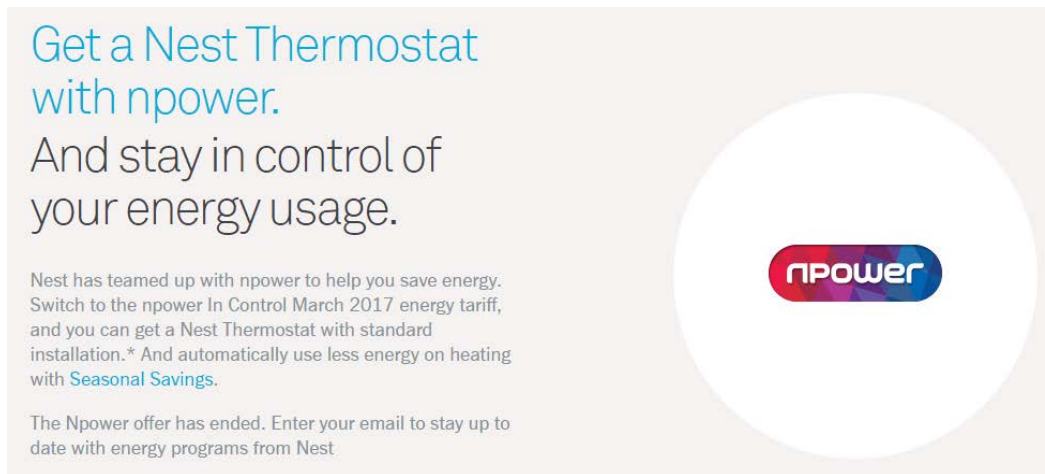 Get a Nest Thermostat
with npower.
And stay in control of
your energy usage.
Nest has teamed up with npower to help you save energy.
Switch to the npower In Control March 2017 energy tariff,
and you can get a Nest Thermostat with standard
installation.* And automatically use less energy on heating
with Seasonal Savings.
The Npower offer has ended. Enter your email to stay up to
date with energy programs from Nest
npower